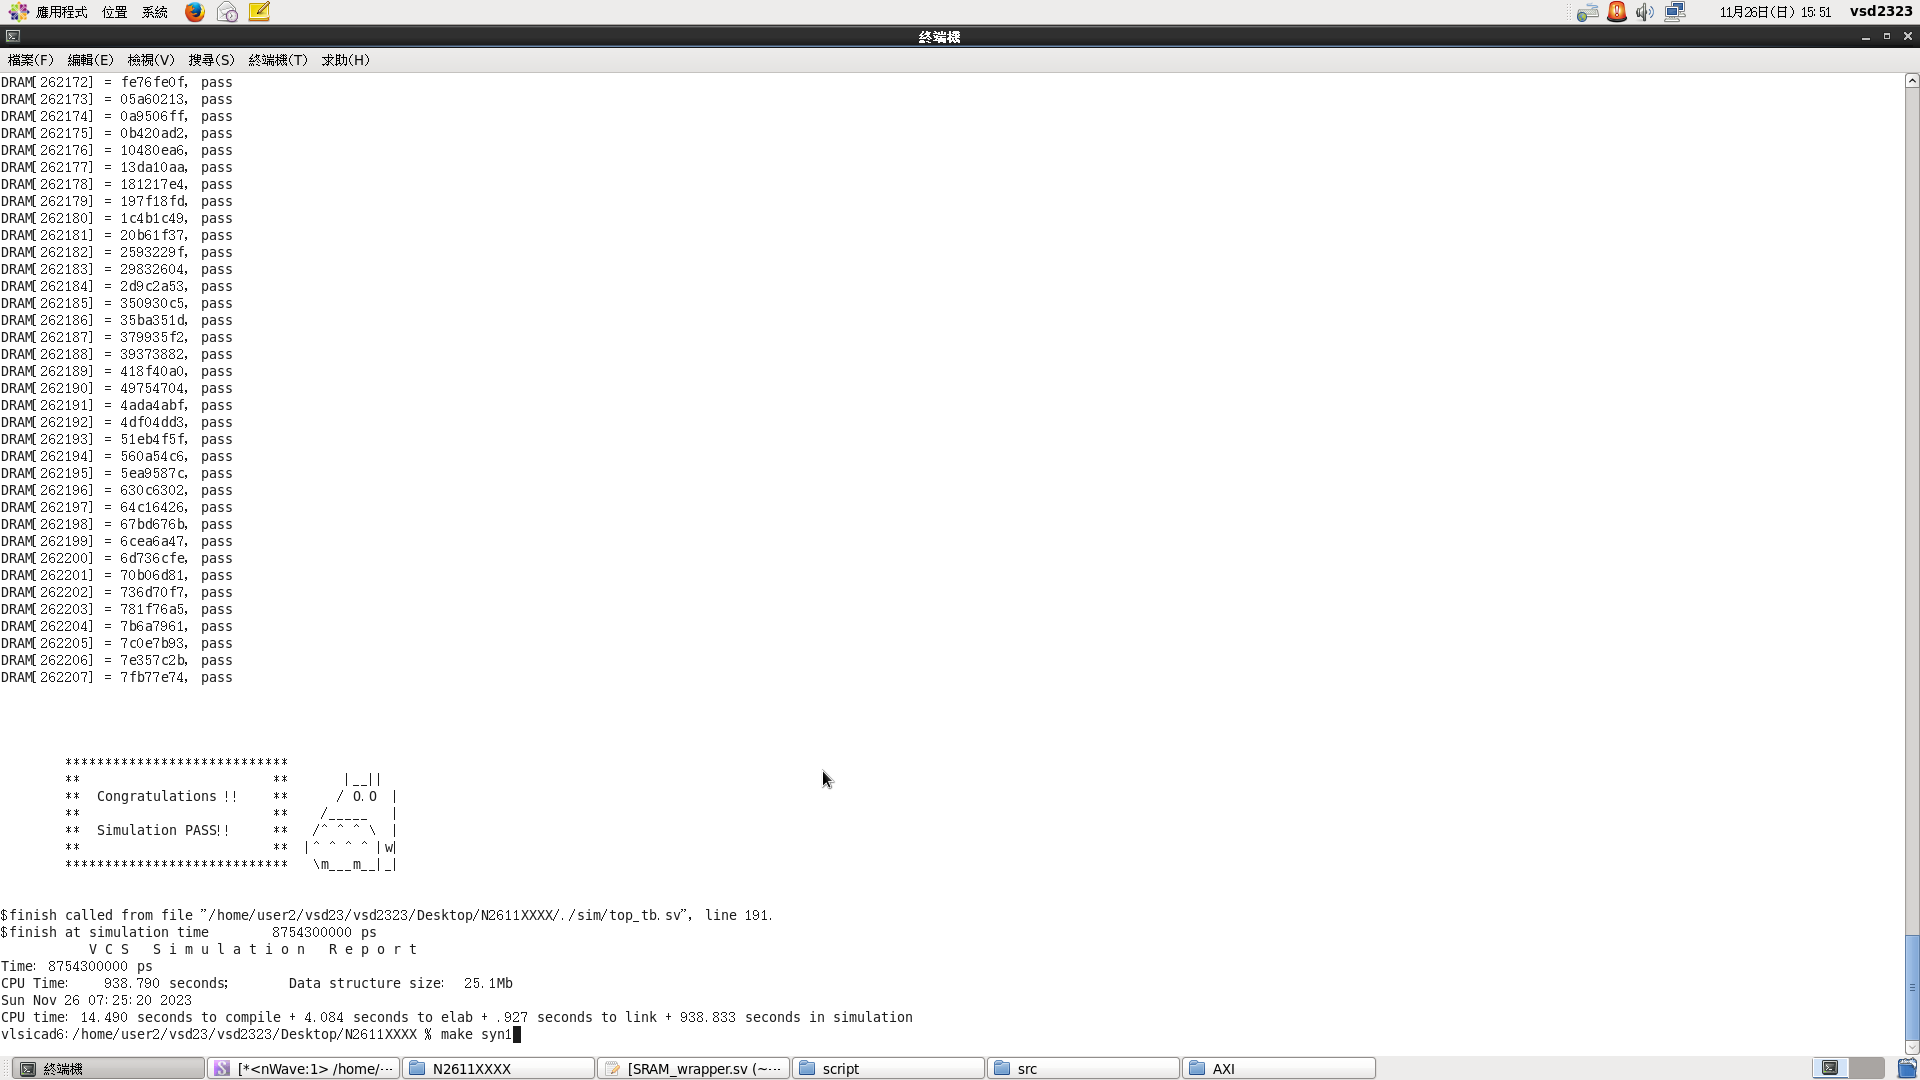 應用程式 位置 系統 11月26日(日) 15:51 vsd2323
終端機
檔案(F) 編輯(E) 檢視(V) 搜尋(S) 終端機(T) 求助(H)
DRAM[262172] = fe76fe0f, pass
DRAM[262173] = 05a60213, pass
DRAM[262174] = 0a9506ff, pass
DRAM[262175] = 0b420ad2, pass
DRAM[262176] = 10480ea6, pass
DRAM[262177] = 13da10aa, pass
DRAM[262178] = 181217e4, pass
DRAM[262179] = 197f18fd, pass
DRAM[262180] = 1c4b1c49, pass
DRAM[262181] = 20b61f37, pass
DRAM[262182] = 2593229f, pass
DRAM[262183] = 29832604, pass
DRAM[262184] = 2d9c2a53, pass
DRAM[262185] = 350930c5, pass
DRAM[262186] = 35ba351d, pass
DRAM[262187] = 379935f2, pass
DRAM[262188] = 39373882, pass
DRAM[262189] = 418f40a0, pass
DRAM[262190] = 49754704, pass
DRAM[262191] = 4ada4abf, pass
DRAM[262192] = 4df04dd3, pass
DRAM[262193] = 51eb4f5f, pass
DRAM[262194] = 560a54c6, pass
DRAM[262195] = 5ea9587c, pass
DRAM[262196] = 630c6302, pass
DRAM[262197] = 64c16426, pass
DRAM[262198] = 67bd676b, pass
DRAM[262199] = 6cea6a47, pass
DRAM[262200] = 6d736cfe, pass
DRAM[262201] = 70b06d81, pass
DRAM[262202] = 736d70f7, pass
DRAM[262203] = 781f76a5, pass
DRAM[262204] = 7b6a7961, pass
DRAM[262205] = 7c0e7b93, pass
DRAM[262206] = 7e357c2b, pass
DRAM[262207] = 7fb77e74, pass
****************************
** ** |__||
** Congratulations !! ** / O.O |
** ** /_____ |
** Simulation PASS!! ** /^ ^ ^ \ |
** ** |^ ^ ^ ^ |w|
**************************** \m___m__|_|
$finish called from file "/home/user2/vsd23/vsd2323/Desktop/N2611XXXX/./sim/top_tb.sv", line 191.
$finish at simulation time 8754300000 ps
V C S S i m u l a t i o n R e p o r t
Time: 8754300000 ps
CPU Time: 938.790 seconds; Data structure size: 25.1Mb
Sun Nov 26 07:25:20 2023
CPU time: 14.490 seconds to compile + 4.084 seconds to elab + .927 seconds to link + 938.833 seconds in simulation
vlsicad6:/home/user2/vsd23/vsd2323/Desktop/N2611XXXX % make syn1
終端機 [*<nWave:1> /home/··· N2611XXXX [SRAM_wrapper.sv (~··· script src AXI